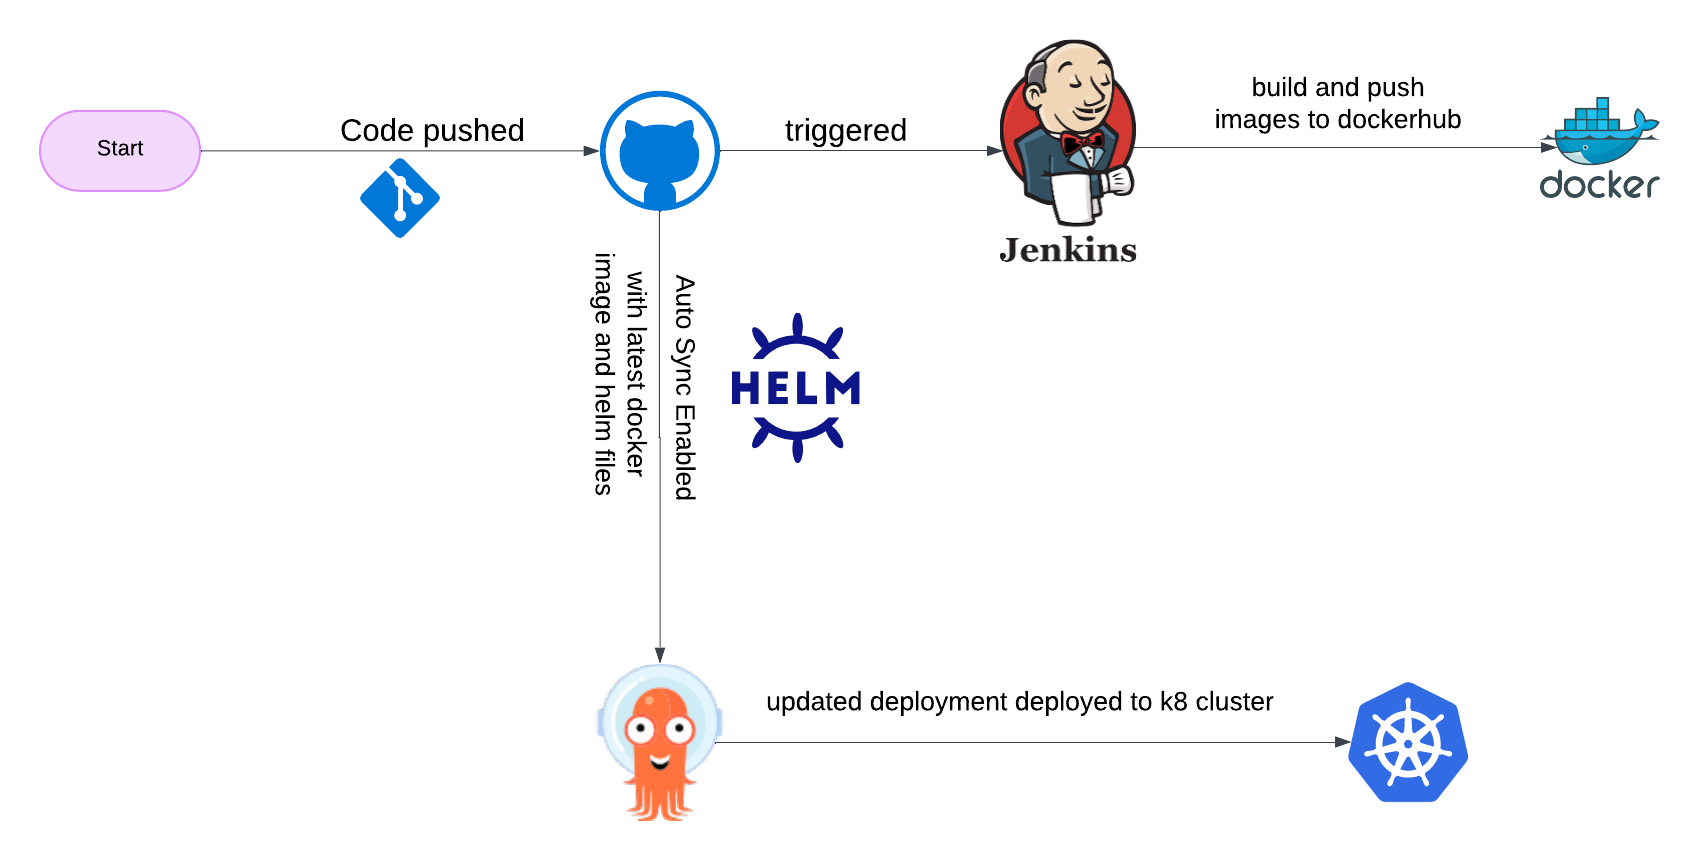 Start
Code pushed
triggered
Jenkins
build and push
images to dockerhub
docker
Auto Sync Enabled
with latest docker
image and helm files
HELM
updated deployment deployed to k8 cluster